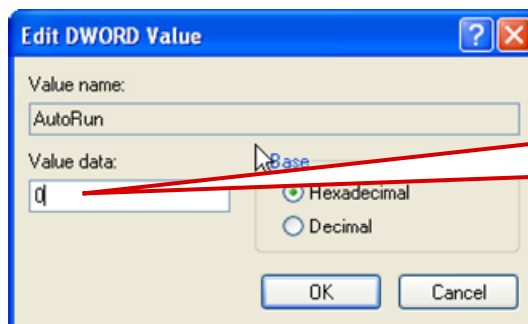 Edit DWORD Value
Value name:
AutoRun
Value data:
Base
0
Hexadecimal
Decimal
OK
Cancel